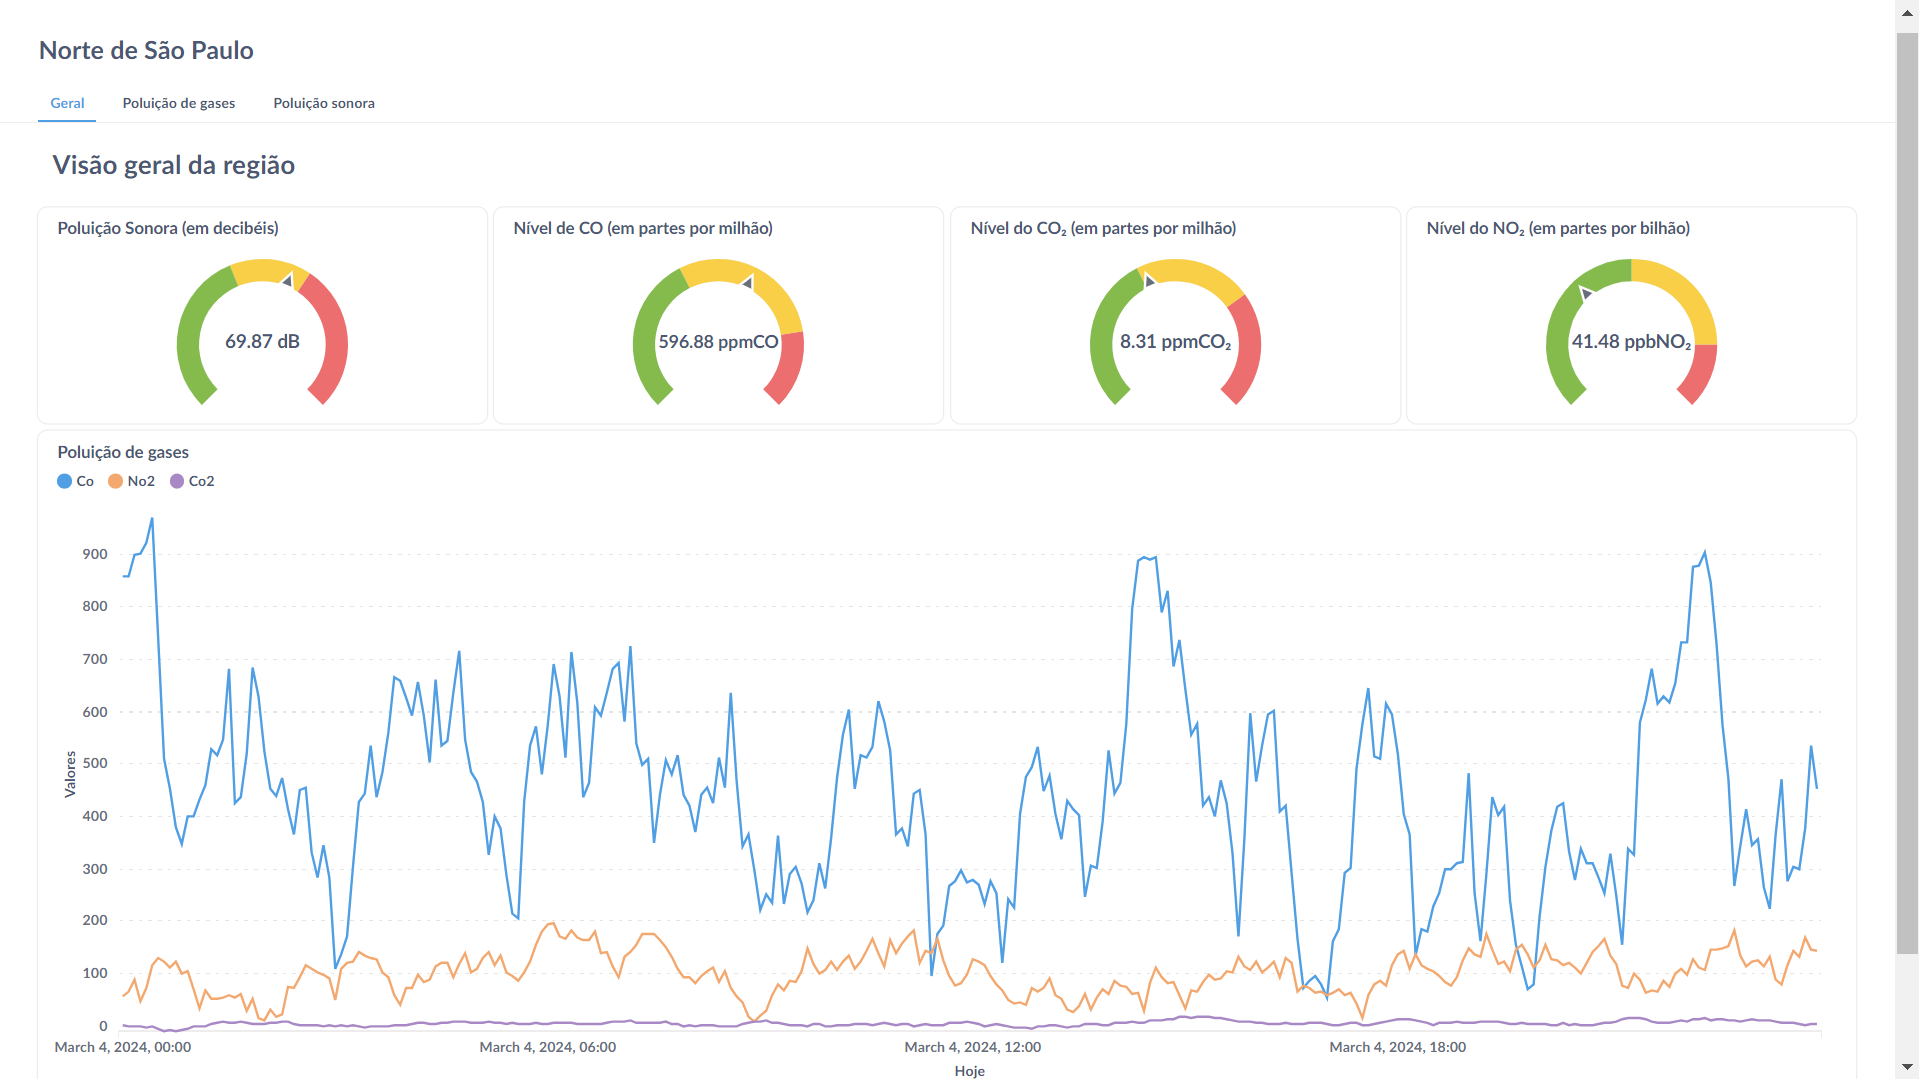 Norte de São Paulo
Geral Poluição de gases Poluição sonora
Visão geral da região
Poluição Sonora (em decibéis)
69.87 dB
Nível de CO (em partes por milhão)
596.88 ppmCO
Nível do CO₂ (em partes por milhão)
8.31 ppmCO₂
Nível do NO₂ (em partes por bilhão)
41.48 ppbNO₂
Poluição de gases
Co No2 Co2
900
800
700
600
500
400
300
200
100
0
Valores
March 4, 2024, 00:00 March 4, 2024, 06:00 March 4, 2024, 12:00 March 4, 2024, 18:00
Hoje